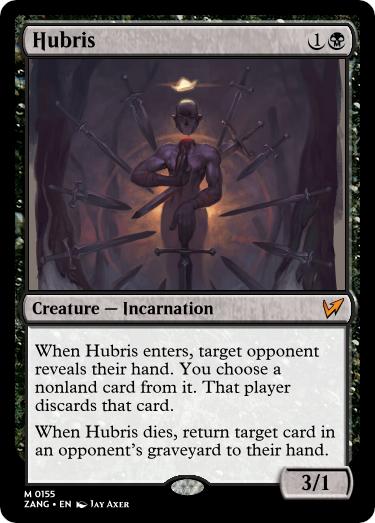 Hubris 1
Creature — Incarnation
When Hubris enters, target opponent
reveals their hand. You choose a
nonland card from it. That player
discards that card.
When Hubris dies, return target card in
an opponent's graveyard to their hand.
3/1
M 0155
ZANG • EN Jay Axer